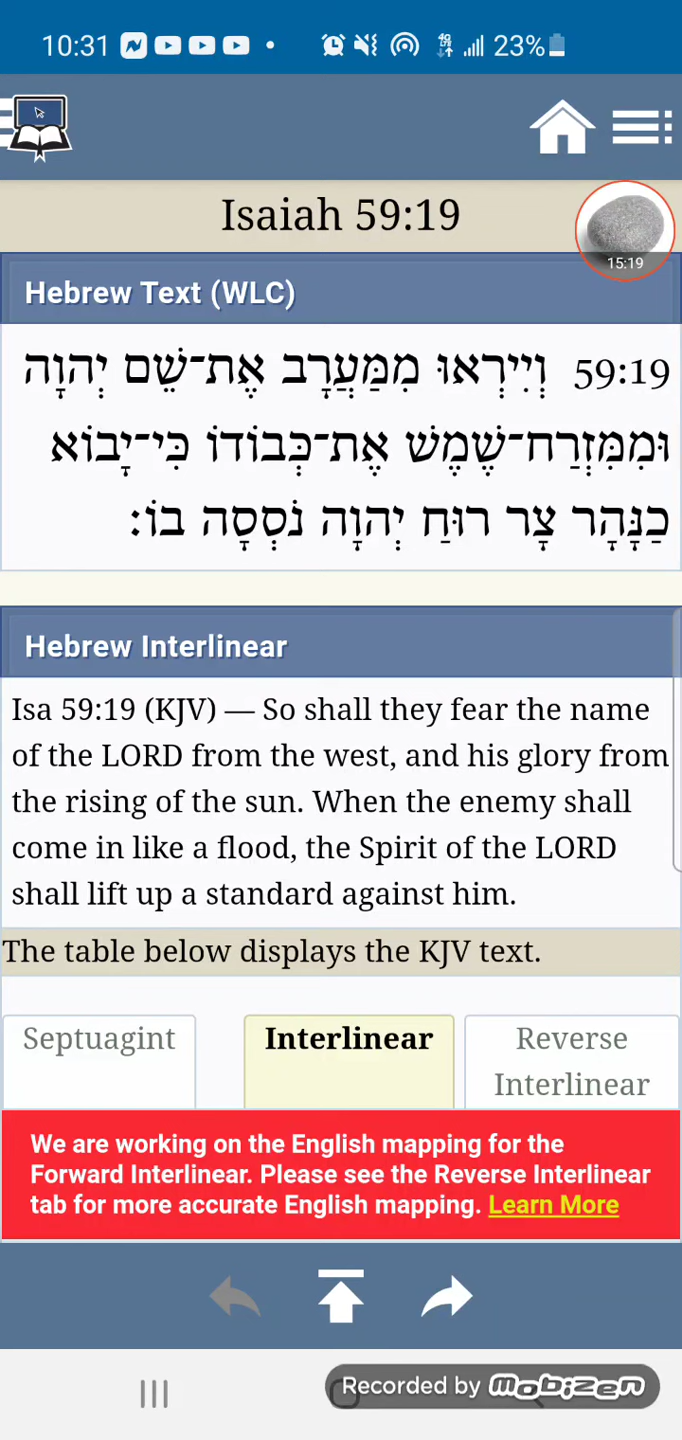 10:31
4G
23%
Isaiah 59:19
15:19
Hebrew Text (WLC)
59:19 וְיִֽירְא֤וּ מִֽמַּעֲרָב אֶת־שֵׁם יְהוָה
וּמִמִּזְרַח־שֶׁמֶשׁ אֶת־כְּבוֹדוֹ כִּי־יָבוֹא
כַנָּהָר צָר רוּחַ יְהוָה נֹסְסָה בוֹ׃
Hebrew Interlinear
Isa 59:19 (KJV) — So shall they fear the name
of the LORD from the west, and his glory from
the rising of the sun. When the enemy shall
come in like a flood, the Spirit of the LORD
shall lift up a standard against him.
The table below displays the KJV text.
Septuagint
Interlinear
Reverse
Interlinear
We are working on the English mapping for the
Forward Interlinear. Please see the Reverse Interlinear
tab for more accurate English mapping. Learn More
Recorded by mobizen